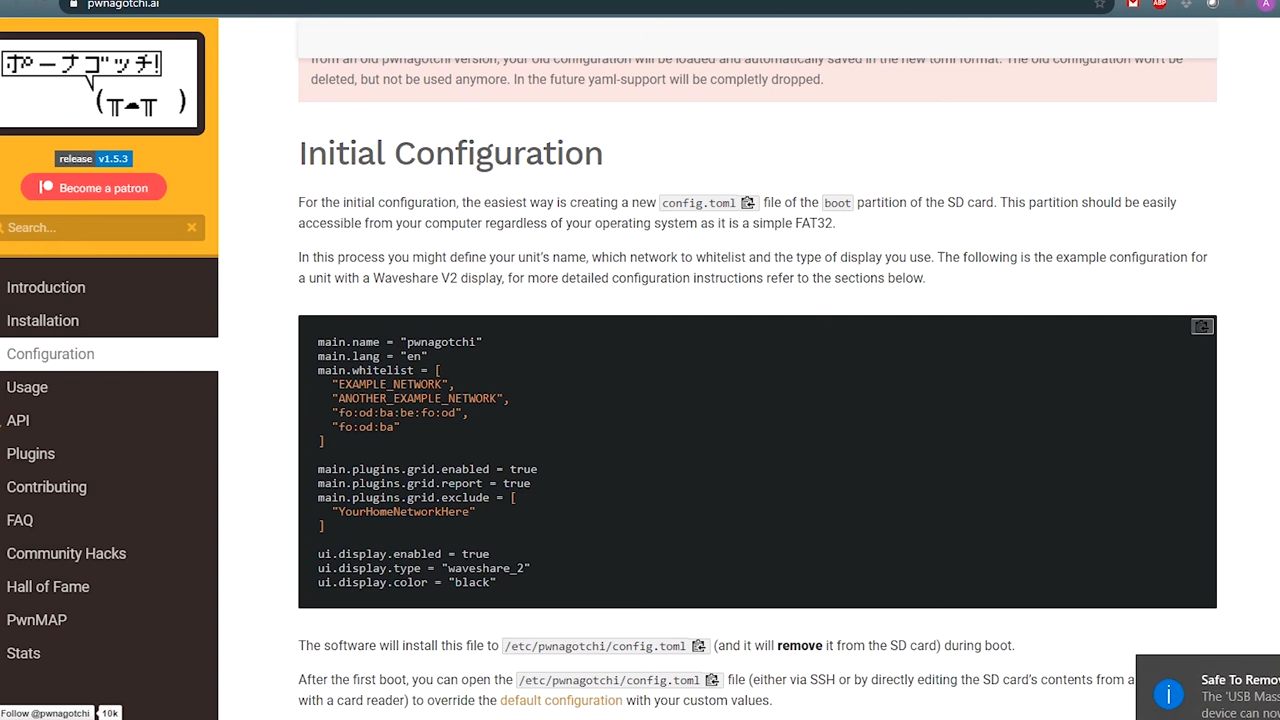 pwnagotchi.ai
ポーナゴッチ!
release v1.5.3
Become a patron
Search...
Introduction
Installation
Configuration
Usage
API
Plugins
Contributing
FAQ
Community Hacks
Hall of Fame
PwnMAP
Stats
Follow @pwnagotchi 10k
from an old pwnagotchi version, your old configuration will be loaded and automatically saved in the new toml format. The old configuration won't be
deleted, but not be used anymore. In the future yaml-support will be completly dropped.
Initial Configuration
For the initial configuration, the easiest way is creating a new config.toml file of the boot partition of the SD card. This partition should be easily
accessible from your computer regardless of your operating system as it is a simple FAT32.
In this process you might define your unit's name, which network to whitelist and the type of display you use. The following is the example configuration for
a unit with a Waveshare V2 display, for more detailed configuration instructions refer to the sections below.
main.name = "pwnagotchi"
main.lang = "en"
main.whitelist = [
"EXAMPLE_NETWORK",
"ANOTHER_EXAMPLE_NETWORK",
"fo:od:ba:be:fo:od",
"fo:od:ba"
]
main.plugins.grid.enabled = true
main.plugins.grid.report = true
main.plugins.grid.exclude = [
"YourHomeNetworkHere"
]
ui.display.enabled = true
ui.display.type = "waveshare_2"
ui.display.color = "black"
The software will install this file to /etc/pwnagotchi/config.toml (and it will remove it from the SD card) during boot.
After the first boot, you can open the /etc/pwnagotchi/config.toml file (either via SSH or by directly editing the SD card's contents from a
with a card reader) to override the default configuration with your custom values.
Safe To Remov
The 'USB Mass
device can now